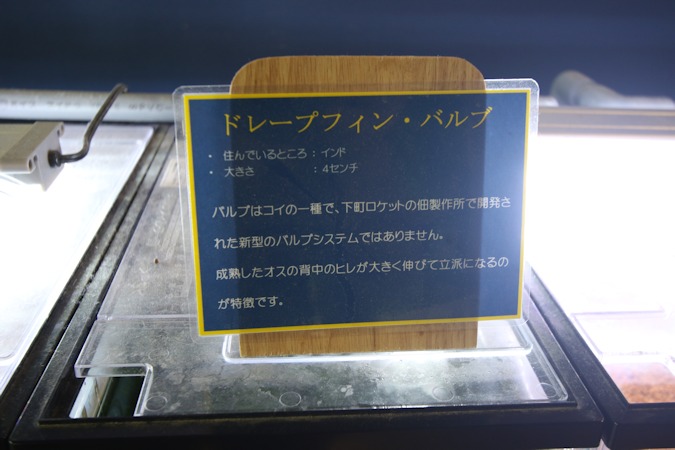 ドレープフィン・バルブ
・ 住んでいるところ：インド
・ 大きさ　　　　　：4センチ
バルブはコイの一種で、下町ロケットの佃製作所で開発さ
れた新型のバルブシステムではありません。
成熟したオスの背中のヒレが大きく伸びて立派になるの
が特徴です。